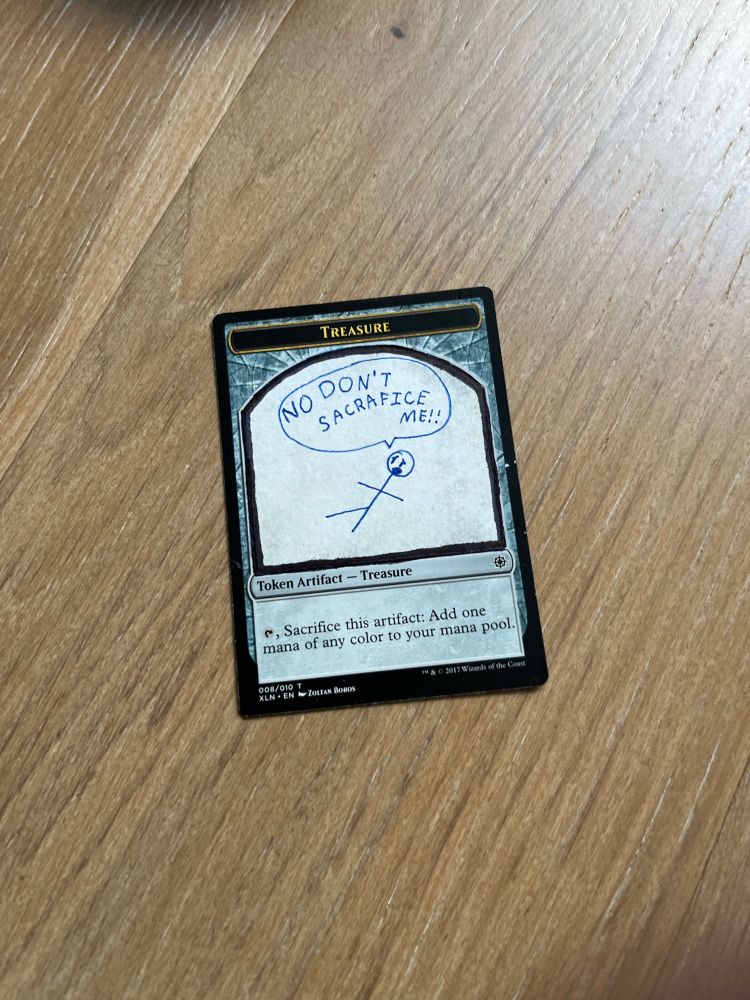 TREASURE
NO DON'T
SACRAFICE
ME!!
Token Artifact — Treasure
, Sacrifice this artifact: Add one
mana of any color to your mana pool.
008/010 T
XLN • EN ZOLTAN BOROS
™ & © 2017 Wizards of the Coast